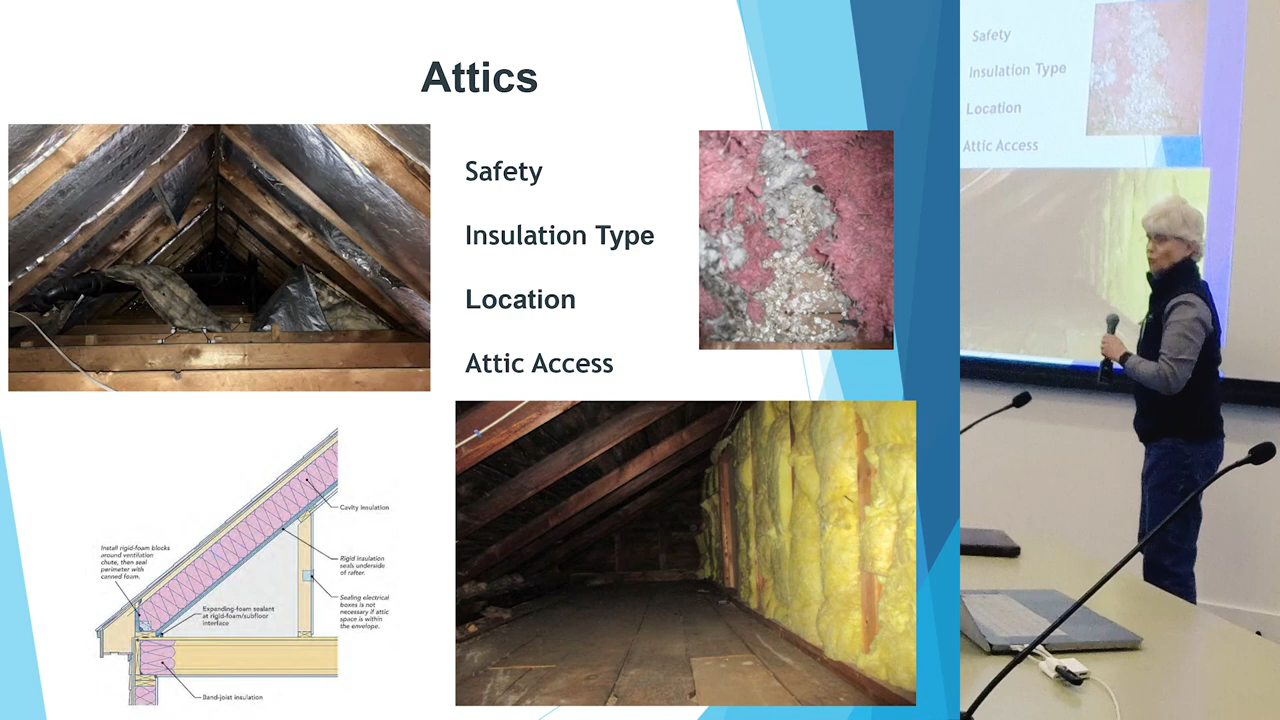 Attics
Safety
Insulation Type
Location
Attic Access
Cavity insulation
Install rigid-foam blocks
around ventilation
chute, then seal
perimeter with
canned foam.
Rigid insulation
seals underside
of rafter.
Expanding-foam sealant
at rigid-foam/subfloor
interface
Sealing electrical
boxes is not
necessary if attic
space is within
the envelope.
Band-joist insulation
Safety
Insulation Type
Location
Attic Access